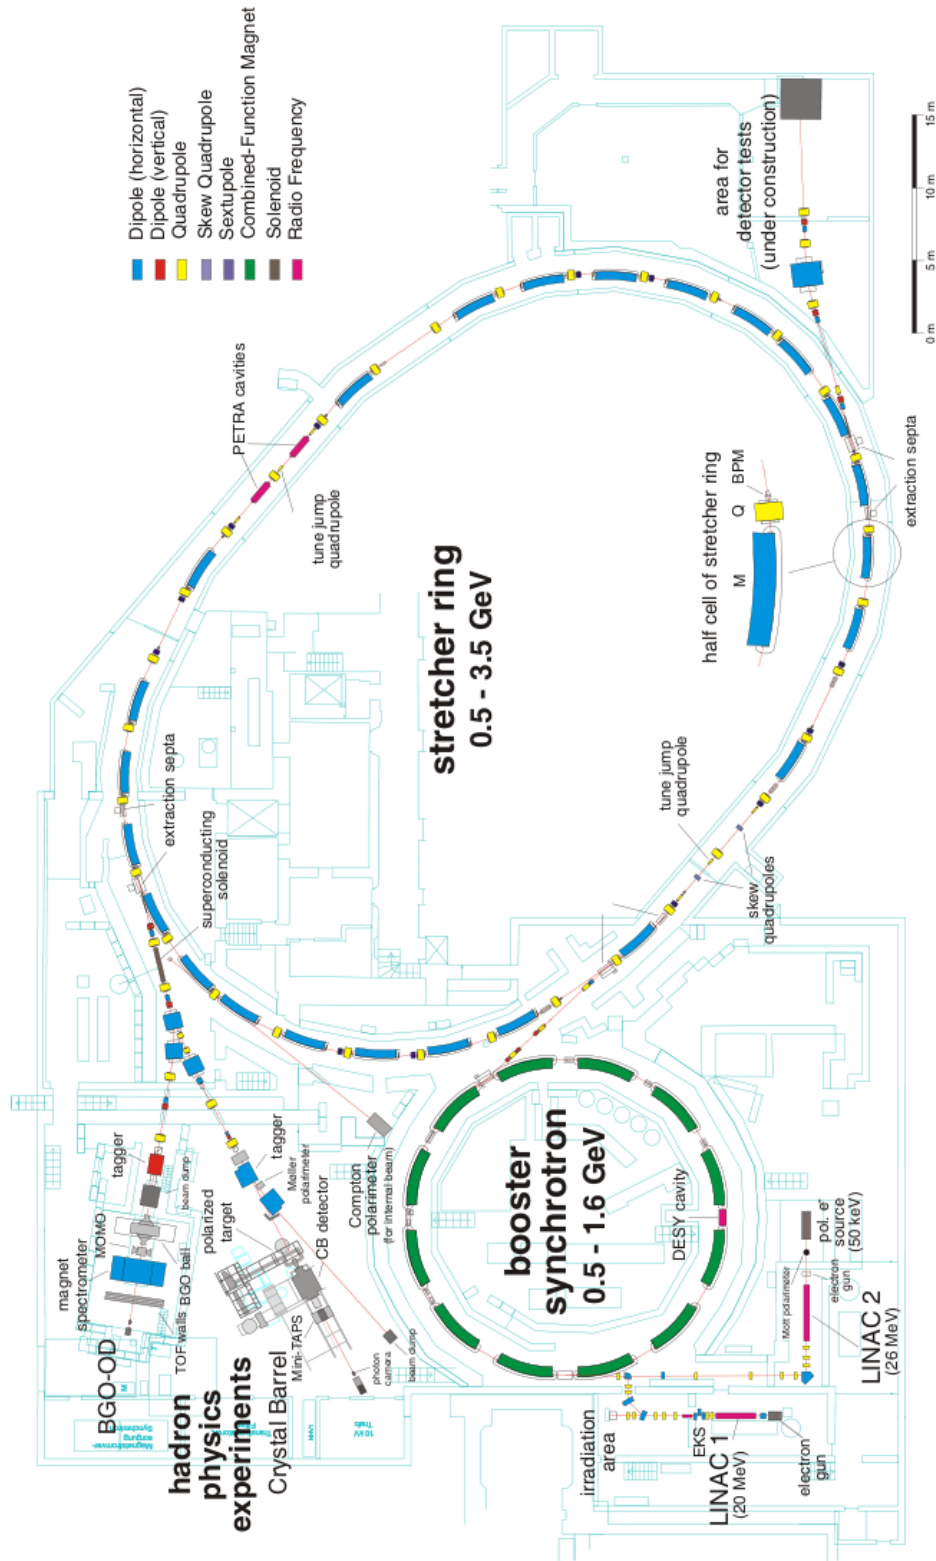 Dipole (horizontal)
Dipole (vertical)
Quadrupole
Skew Quadrupole
Sextupole
Combined-Function Magnet
Solenoid
Radio Frequency
area for
detector tests
(under construction)
0 m
5 m
10 m
15 m
PETRA cavities
tune jump
quadrupole
stretcher ring
0.5 - 3.5 GeV
half cell of stretcher ring
M
Q
BPM
extraction septa
extraction septa
superconducting
solenoid
tune jump
quadrupole
skew
quadrupoles
BGO-OD
magnet
spectrometer
MOMO
tagger
beam dump
BGO ball
TOF walls
hadron
physics
experiments
Crystal Barrel
polarized
target
tagger
Møller
polarimeter
CB detector
Mini-TAPS
photon
camera
beam dump
Compton
polarimeter
(for internal beam)
booster
synchrotron
0.5 - 1.6 GeV
DESY cavity
Mott polarimeter
pol. e-
source
(50 keV)
electron
gun
LINAC 2
(26 MeV)
irradiation
area
EKS
LINAC 1
(20 MeV)
electron
gun
10 KV
Trafo